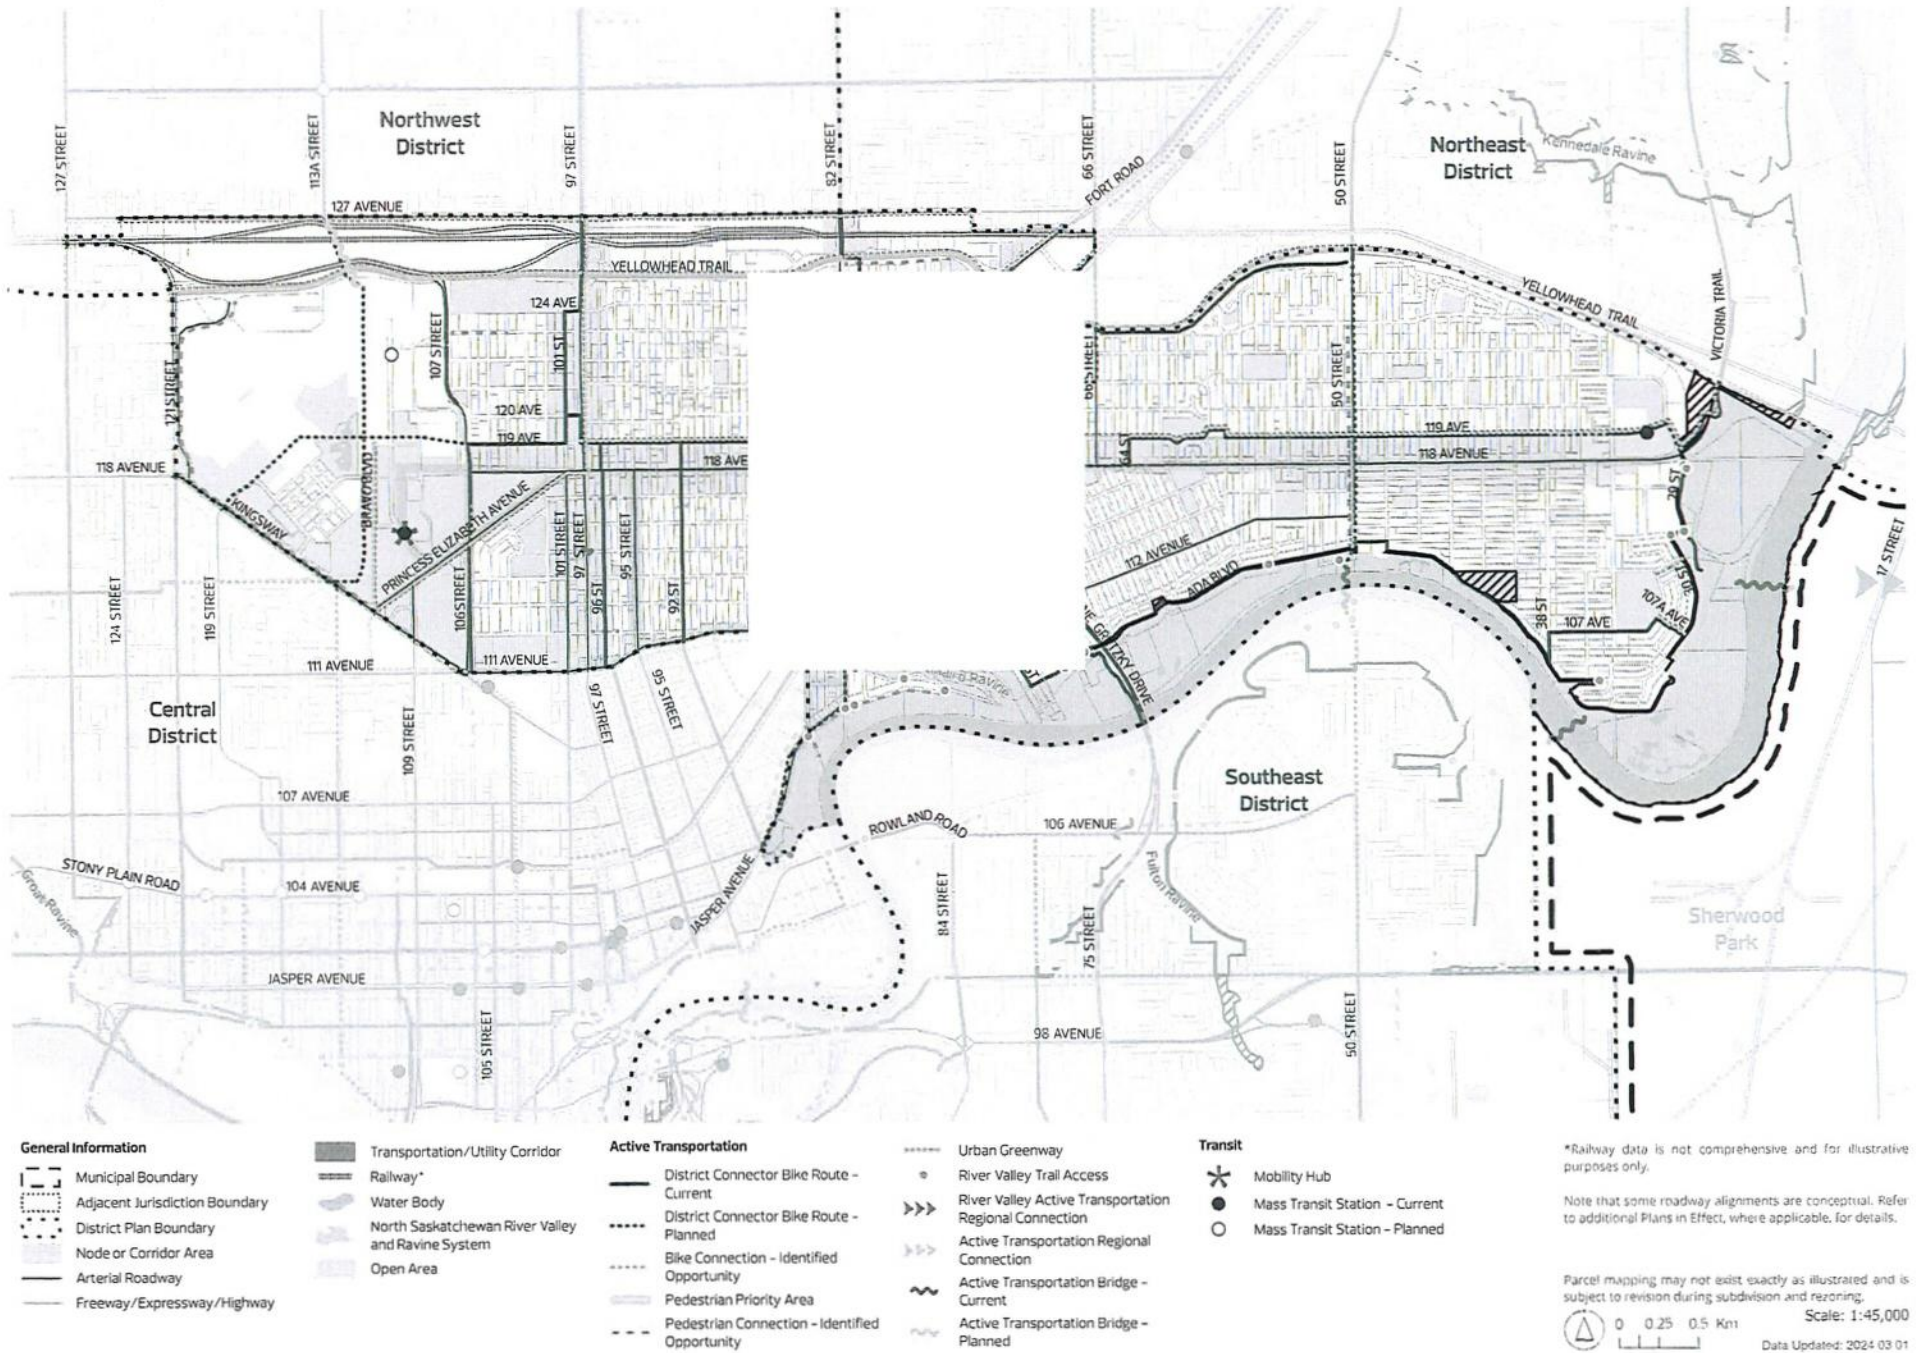 Northwest
District
Northeast
District
Kennedale Ravine
127 STREET
113A STREET
97 STREET
82 STREET
66 STREET
FORT ROAD
50 STREET
127 AVENUE
YELLOWHEAD TRAIL
YELLOWHEAD TRAIL
VICTORIA TRAIL
124 AVE
107 STREET
101 ST
121 STREET
50 STREET
120 AVE
119 AVE
119 AVE
118 AVENUE
118 AVE
118 AVENUE
64 ST
29 ST
KINGSWAY
PRINCESS ELIZABETH AVENUE
101 STREET
97 STREET
95 STREET
96 ST
92 ST
106 STREET
112 AVENUE
ADA BLVD
17 STREET
124 STREET
119 STREET
38 ST
107 AVE
107A AVE
111 AVENUE
111 AVENUE
97 STREET
95 STREET
Ravine
Central
District
109 STREET
Southeast
District
107 AVENUE
ROWLAND ROAD
106 AVENUE
STONY PLAIN ROAD
104 AVENUE
Groat Ravine
JASPER AVENUE
84 STREET
Fulton Ravine
75 STREET
Sherwood
Park
JASPER AVENUE
105 STREET
98 AVENUE
50 STREET
General Information
Municipal Boundary
Adjacent Jurisdiction Boundary
District Plan Boundary
Node or Corridor Area
Arterial Roadway
Freeway/Expressway/Highway
Transportation/Utility Corridor
Railway*
Water Body
North Saskatchewan River Valley
and Ravine System
Open Area
Active Transportation
District Connector Bike Route –
Current
District Connector Bike Route –
Planned
Bike Connection – Identified
Opportunity
Pedestrian Priority Area
Pedestrian Connection – Identified
Opportunity
Urban Greenway
River Valley Trail Access
River Valley Active Transportation
Regional Connection
Active Transportation Regional
Connection
Active Transportation Bridge –
Current
Active Transportation Bridge –
Planned
Transit
Mobility Hub
Mass Transit Station – Current
Mass Transit Station – Planned
*Railway data is not comprehensive and for illustrative
purposes only.
Note that some roadway alignments are conceptual. Refer
to additional Plans in Effect, where applicable, for details.
Parcel mapping may not exist exactly as illustrated and is
subject to revision during subdivision and rezoning.
Scale: 1:45,000
0 0.25 0.5 Km
Data Updated: 2024 03 01